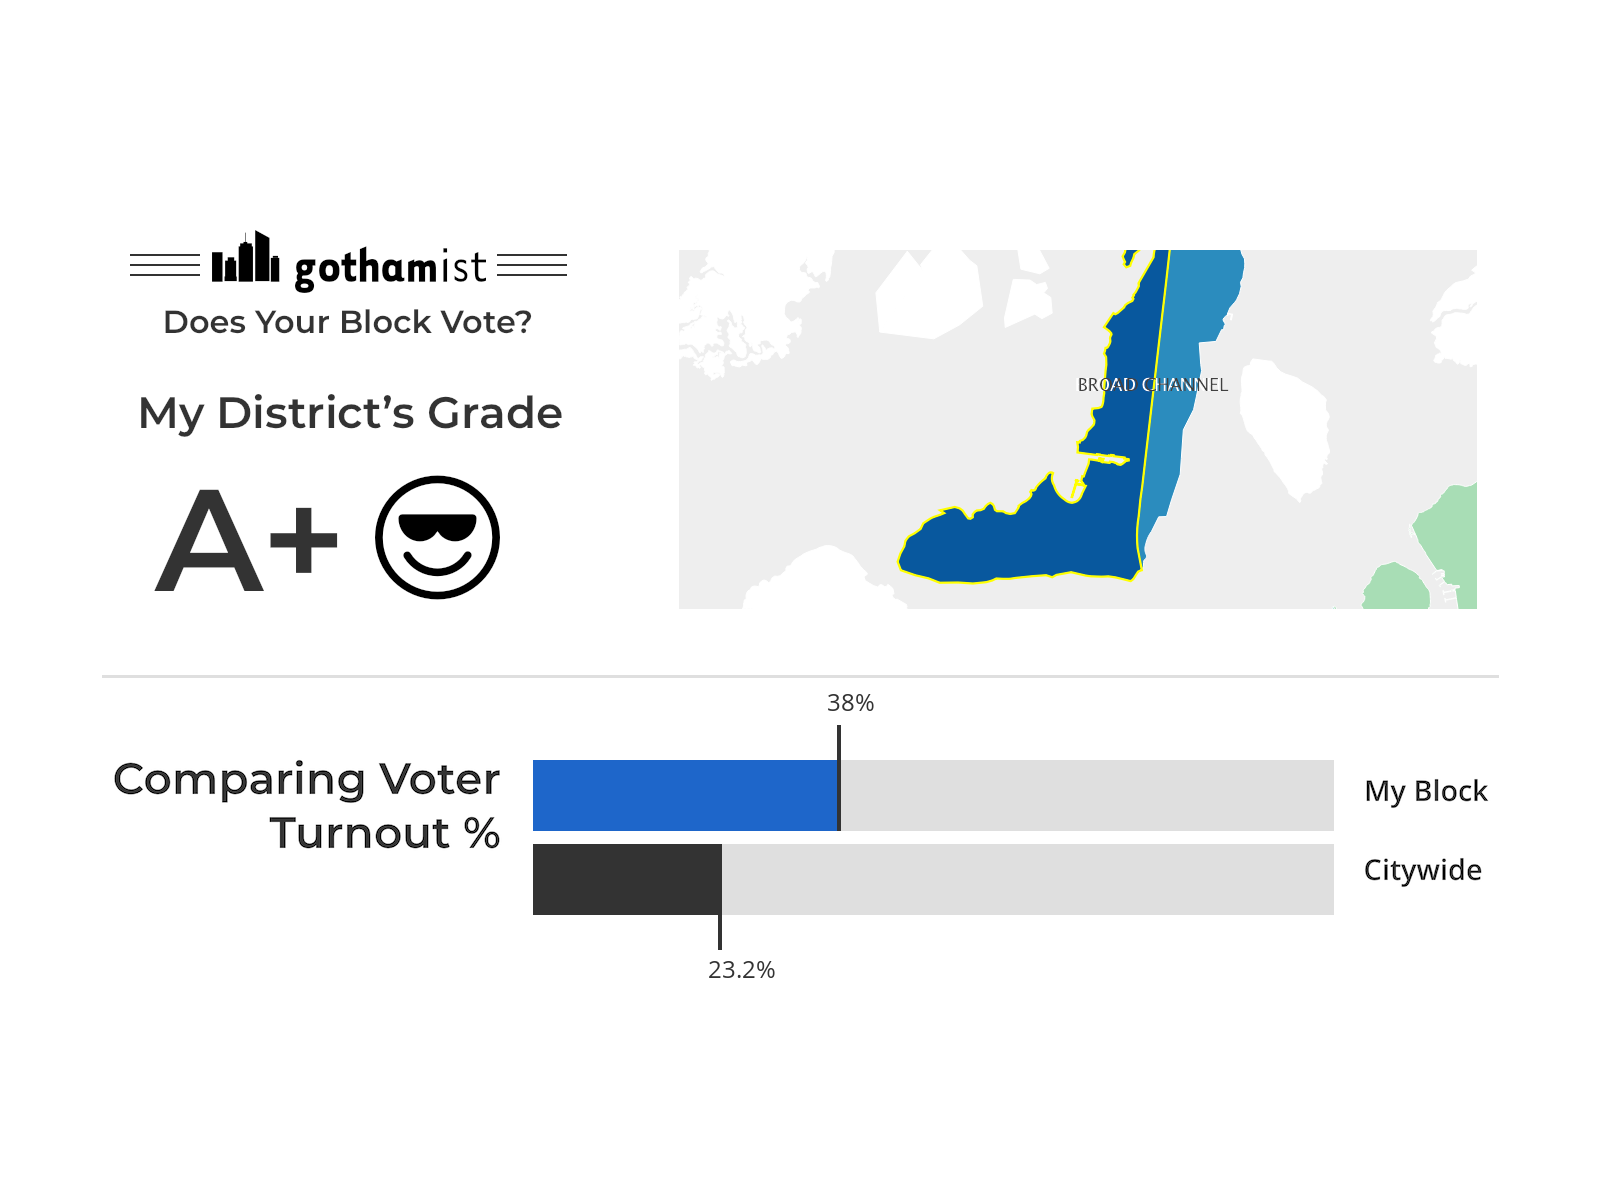 gothamist
Does Your Block Vote?
My District's Grade
A+
BROAD CHANNEL
38%
Comparing Voter
Turnout %
My Block
Citywide
23.2%